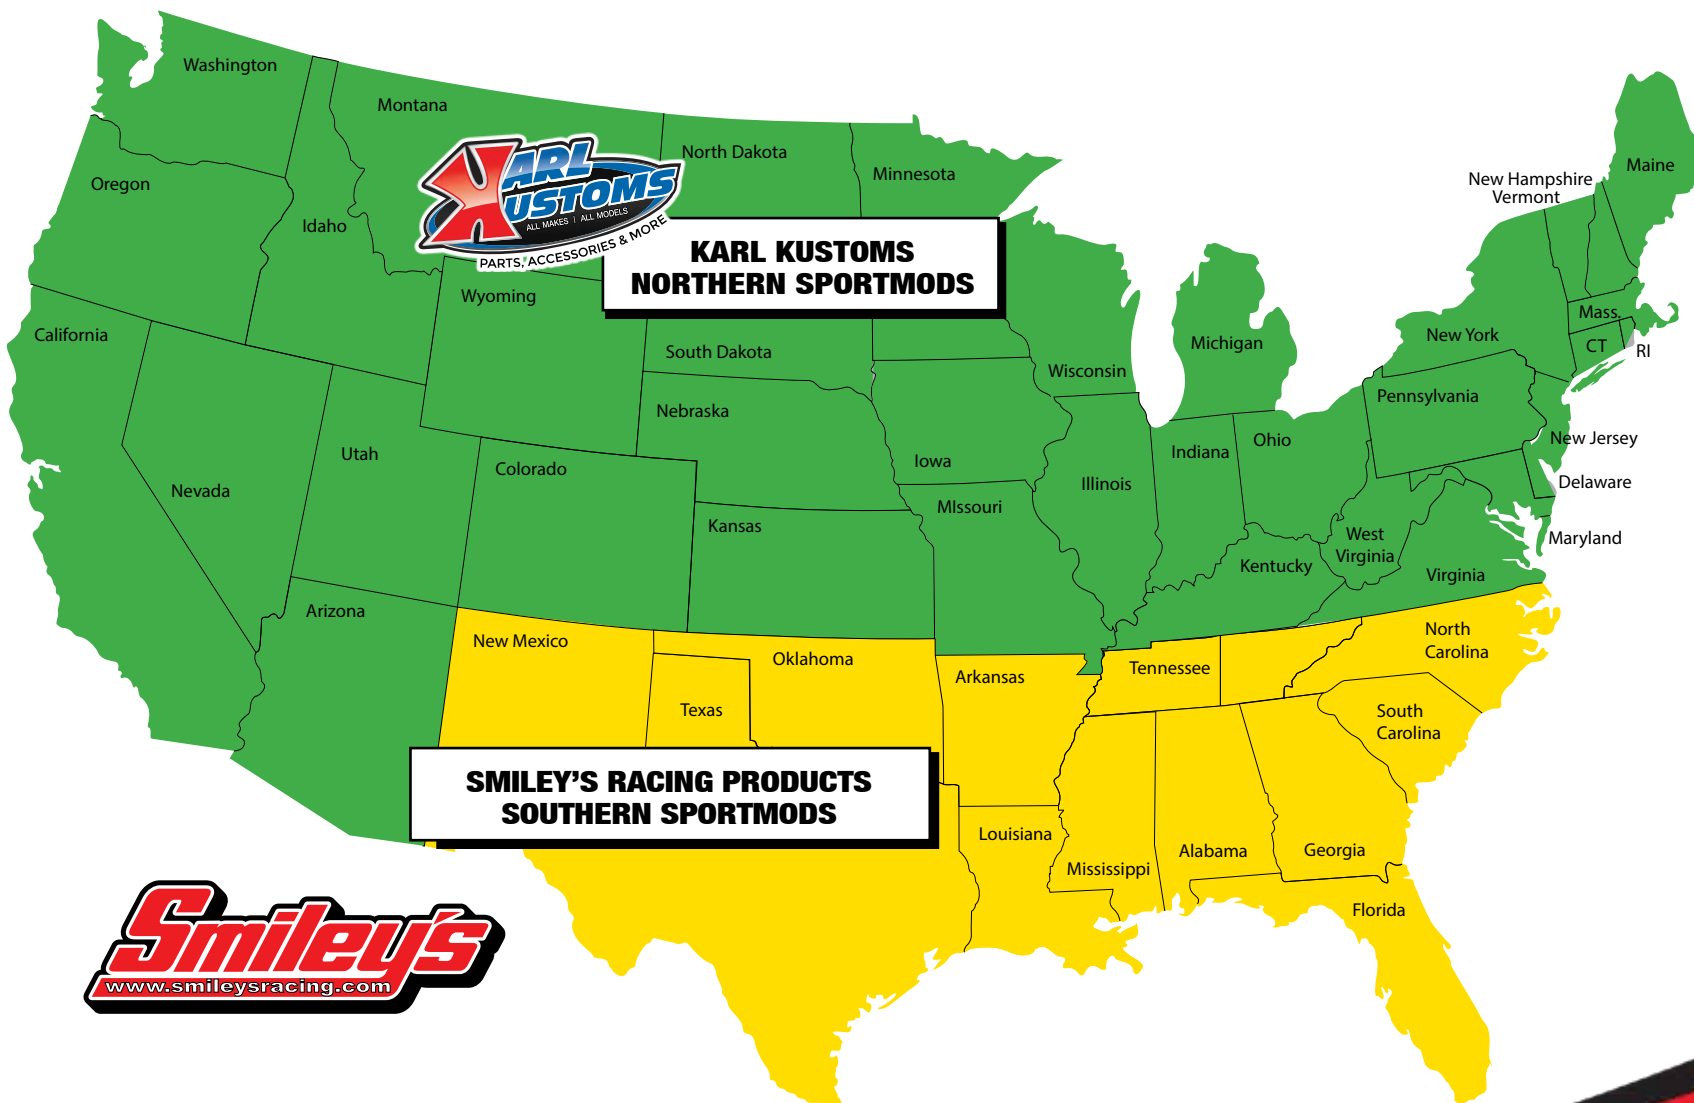 Washington
Montana
North Dakota
Minnesota
Maine
New Hampshire
Vermont
Oregon
Idaho
KARL KUSTOMS
ALL MAKES | ALL MODELS
PARTS, ACCESSORIES & MORE
KARL KUSTOMS
NORTHERN SPORTMODS
Wyoming
California
South Dakota
Wisconsin
Michigan
New York
Mass.
CT
RI
Nebraska
Pennsylvania
New Jersey
Utah
Colorado
Nevada
Iowa
Illinois
Indiana
Ohio
Delaware
Kansas
MIssouri
West
Virginia
Maryland
Kentucky
Virginia
Arizona
New Mexico
Oklahoma
Texas
Arkansas
Tennessee
North
Carolina
South
Carolina
SMILEY'S RACING PRODUCTS
SOUTHERN SPORTMODS
Louisiana
Mississippi
Alabama
Georgia
Florida
Smiley's
www.smileysracing.com